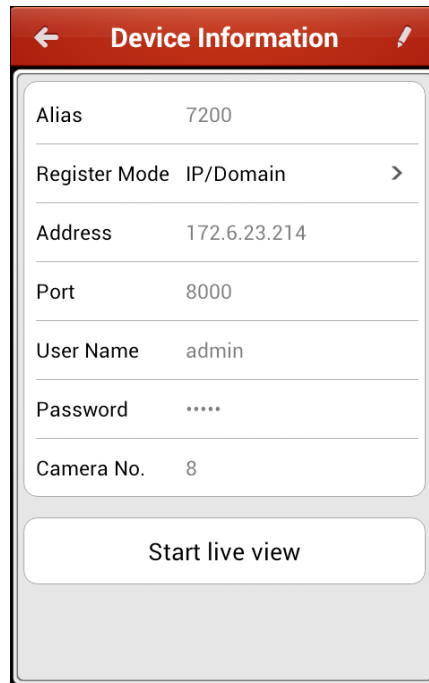 Device Information
Alias 7200
Register Mode IP/Domain
Address 172.6.23.214
Port 8000
User Name admin
Password •••••
Camera No. 8
Start live view